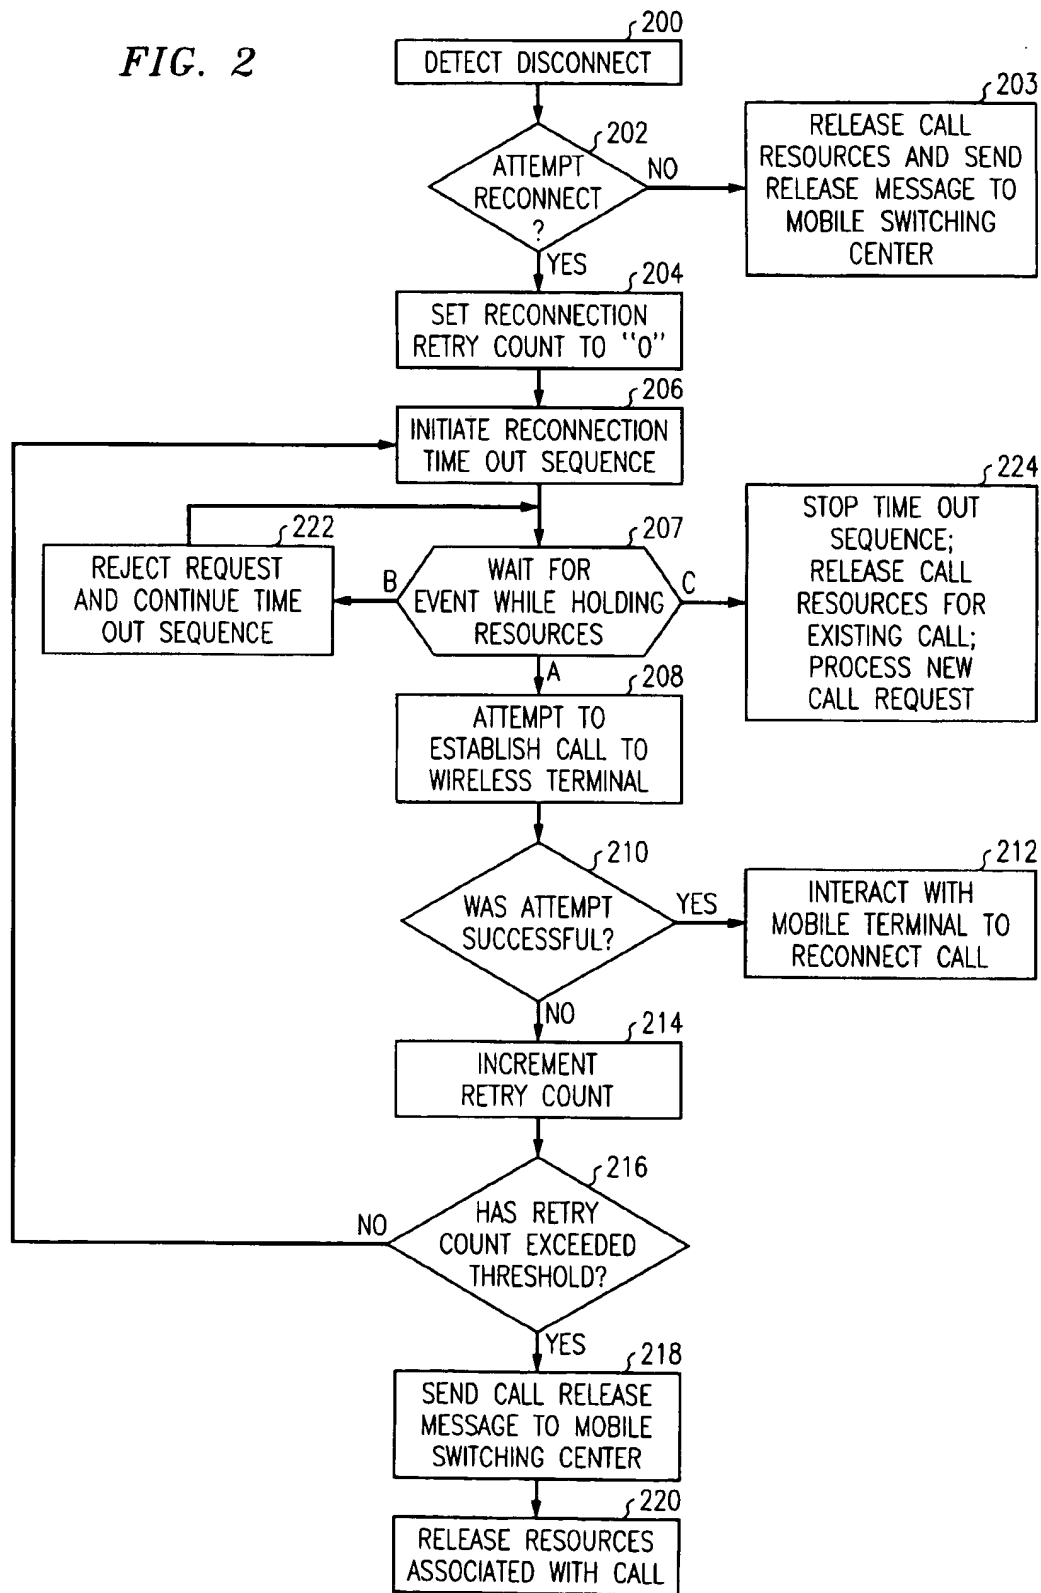 FIG. 2
200
DETECT DISCONNECT
202
ATTEMPT
RECONNECT
?
NO
YES
203
RELEASE CALL
RESOURCES AND SEND
RELEASE MESSAGE TO
MOBILE SWITCHING
CENTER
204
SET RECONNECTION
RETRY COUNT TO "0"
206
INITIATE RECONNECTION
TIME OUT SEQUENCE
222
REJECT REQUEST
AND CONTINUE TIME
OUT SEQUENCE
207
B
WAIT FOR
EVENT WHILE HOLDING
RESOURCES
C
A
224
STOP TIME OUT
SEQUENCE;
RELEASE CALL
RESOURCES FOR
EXISTING CALL;
PROCESS NEW
CALL REQUEST
208
ATTEMPT TO
ESTABLISH CALL TO
WIRELESS TERMINAL
210
WAS ATTEMPT
SUCCESSFUL?
YES
NO
212
INTERACT WITH
MOBILE TERMINAL TO
RECONNECT CALL
214
INCREMENT
RETRY COUNT
216
NO
HAS RETRY
COUNT EXCEEDED
THRESHOLD?
YES
218
SEND CALL RELEASE
MESSAGE TO MOBILE
SWITCHING CENTER
220
RELEASE RESOURCES
ASSOCIATED WITH CALL